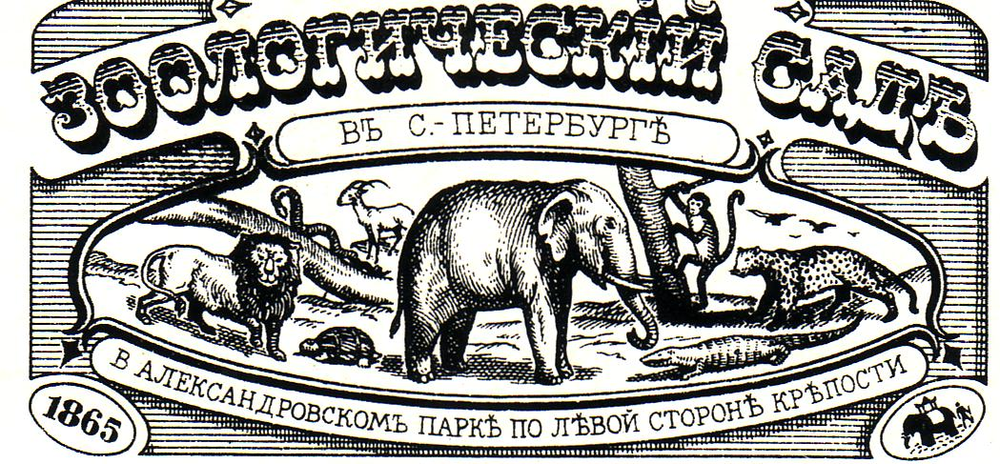 ЗООЛОГИЧЕСКІЙ САДЪ
ВЪ С.-ПЕТЕРБУРГѢ
В АЛЕКСАНДРОВСКОМЪ ПАРКѢ ПО ЛѢВОЙ СТОРОНѢ КРѢПОСТИ
1865